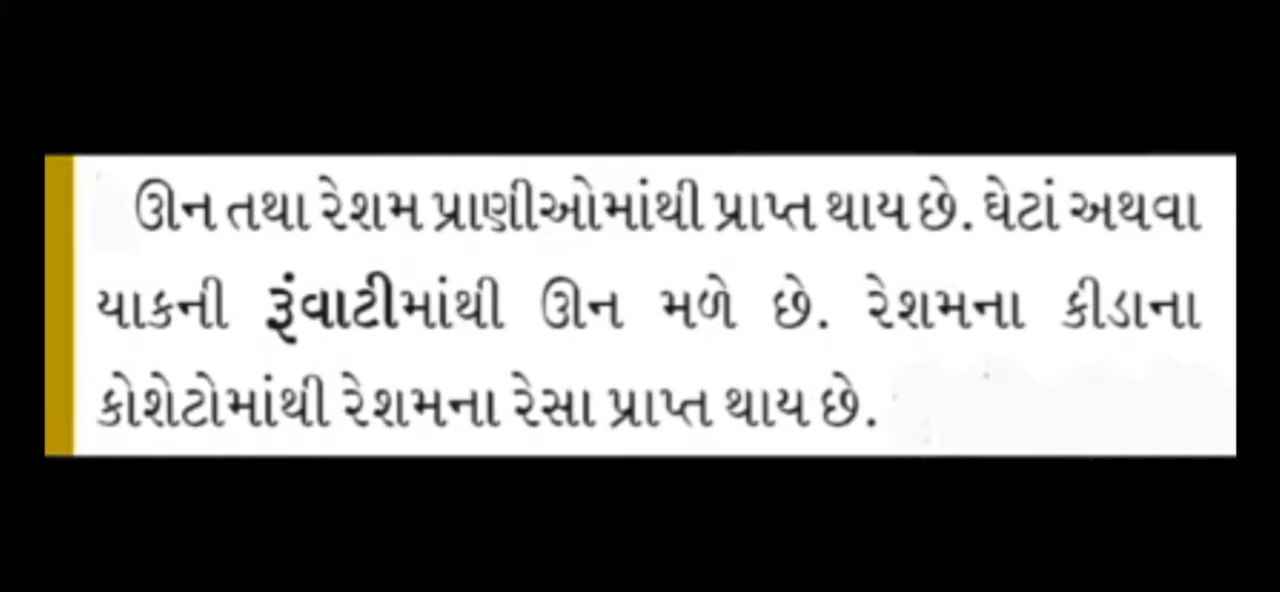 ઊન તથા રેશમ પ્રાણીઓમાંથી પ્રાપ્ત થાય છે. ઘેટાં અથવા
યાકની રૂંવાટીમાંથી ઊન મળે છે. રેશમના કીડાના
કોશેટોમાંથી રેશમના રેસા પ્રાપ્ત થાય છે.